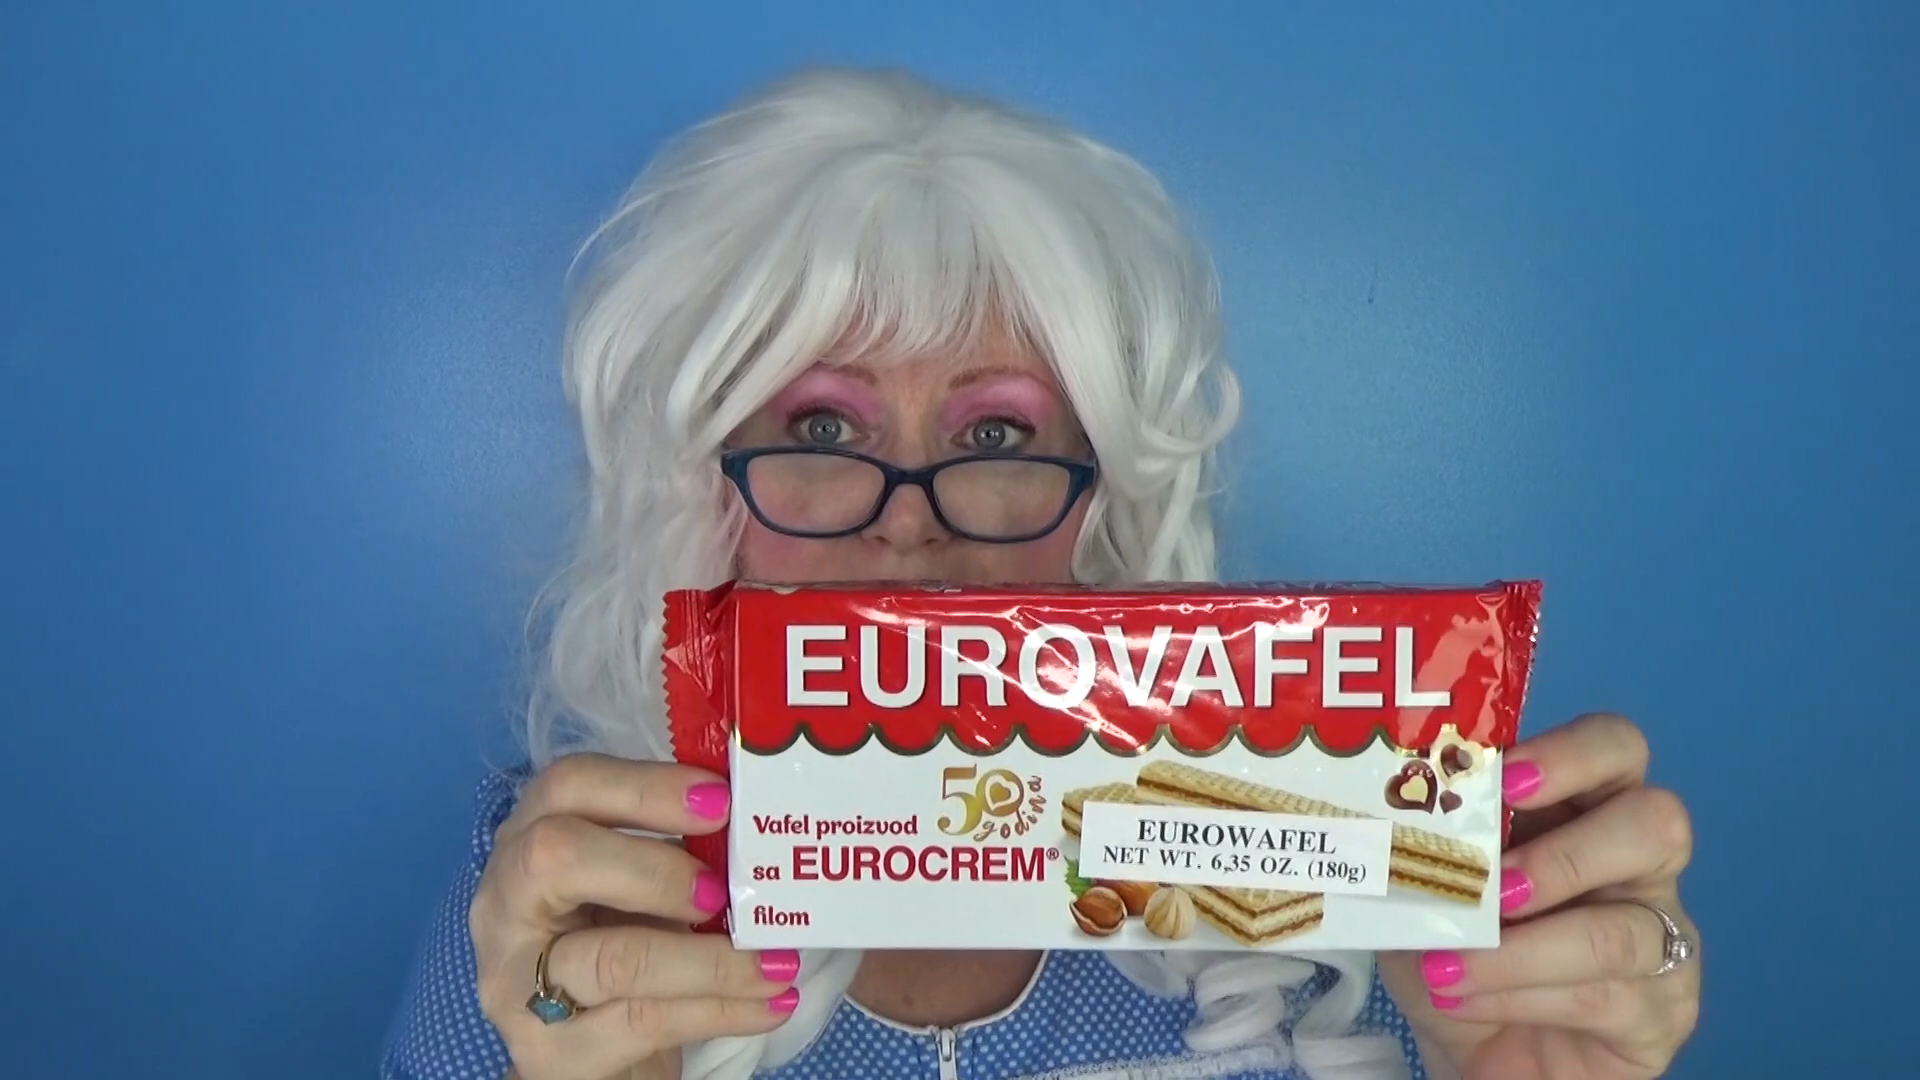 EUROVAFEL
50
godina
Vafel proizvod
sa EUROCREM®
filom
EUROWAFEL
NET WT. 6,35 OZ. (180g)